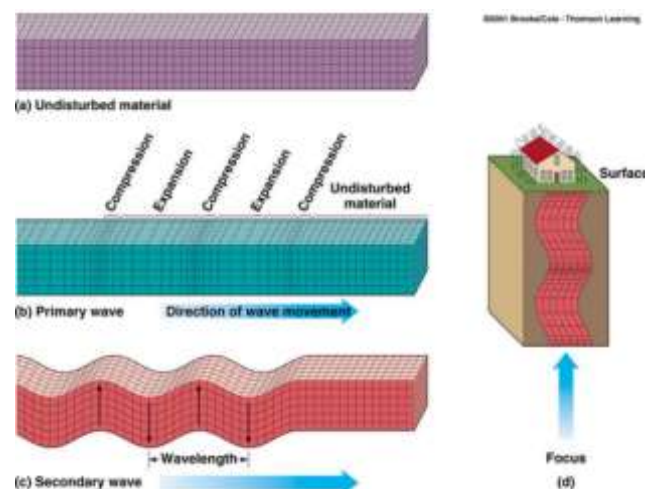 ©2001 Brooks/Cole - Thomson Learning
(a) Undisturbed material
Compression
Expansion
Compression
Expansion
Compression
Undisturbed
material
(b) Primary wave
Direction of wave movement
Wavelength
(c) Secondary wave
Surface
Focus
(d)